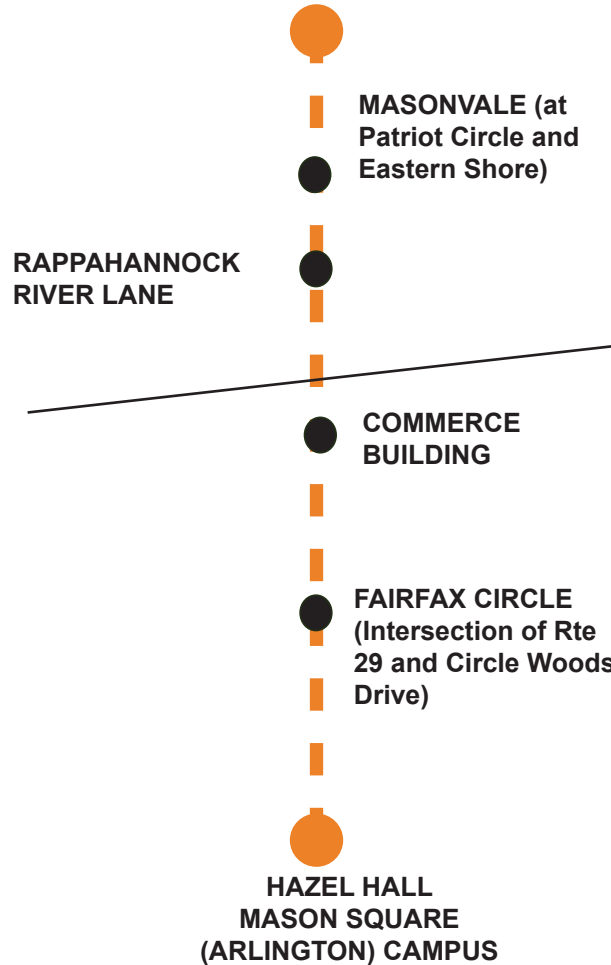 MASONVALE (at
Patriot Circle and
Eastern Shore)
RAPPAHANNOCK
RIVER LANE
COMMERCE
BUILDING
FAIRFAX CIRCLE
(Intersection of Rte
29 and Circle Woods
Drive)
HAZEL HALL
MASON SQUARE
(ARLINGTON) CAMPUS